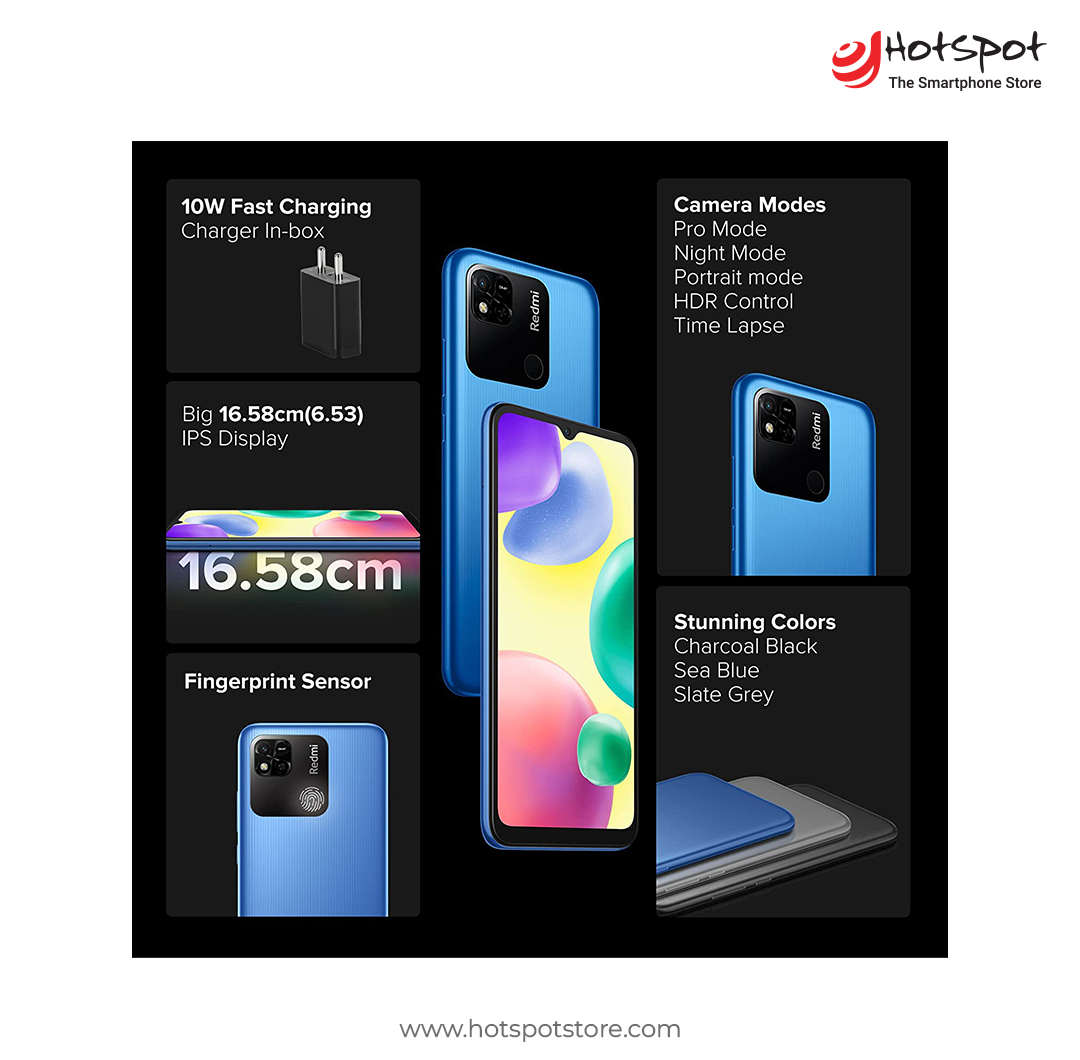 HOTSPOT
The Smartphone Store
10W Fast Charging
Charger In-box
Big 16.58cm(6.53)
IPS Display
16.58cm
Fingerprint Sensor
Redmi
Redmi
Camera Modes
Pro Mode
Night Mode
Portrait mode
HDR Control
Time Lapse
Redmi
Stunning Colors
Charcoal Black
Sea Blue
Slate Grey
www.hotspotstore.com